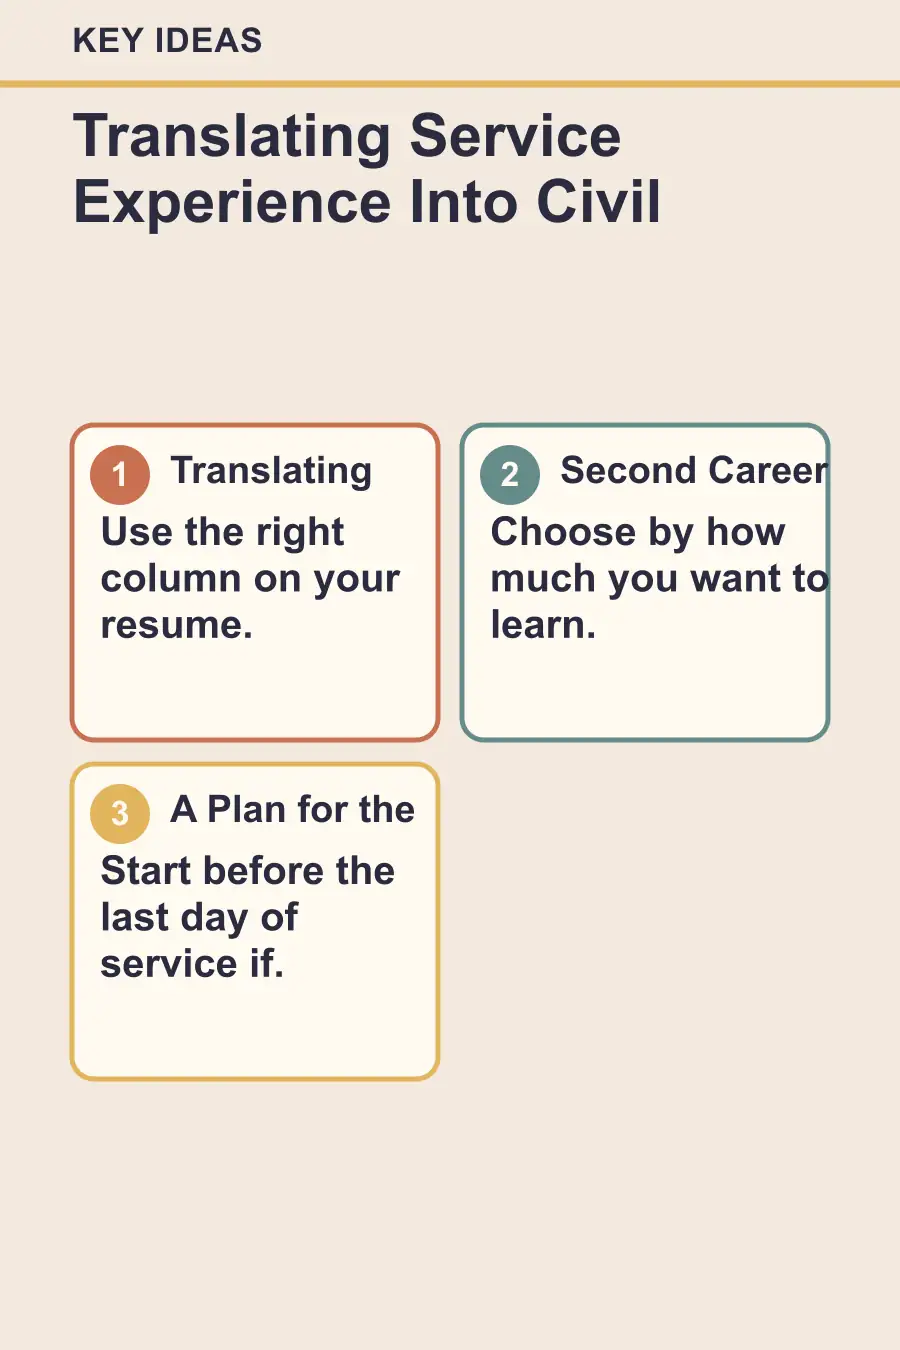 KEY IDEAS
Translating Service
Experience Into Civil
1 Translating
Use the right
column on your
resume.
2 Second Career
Choose by how
much you want to
learn.
3 A Plan for the
Start before the
last day of
service if.